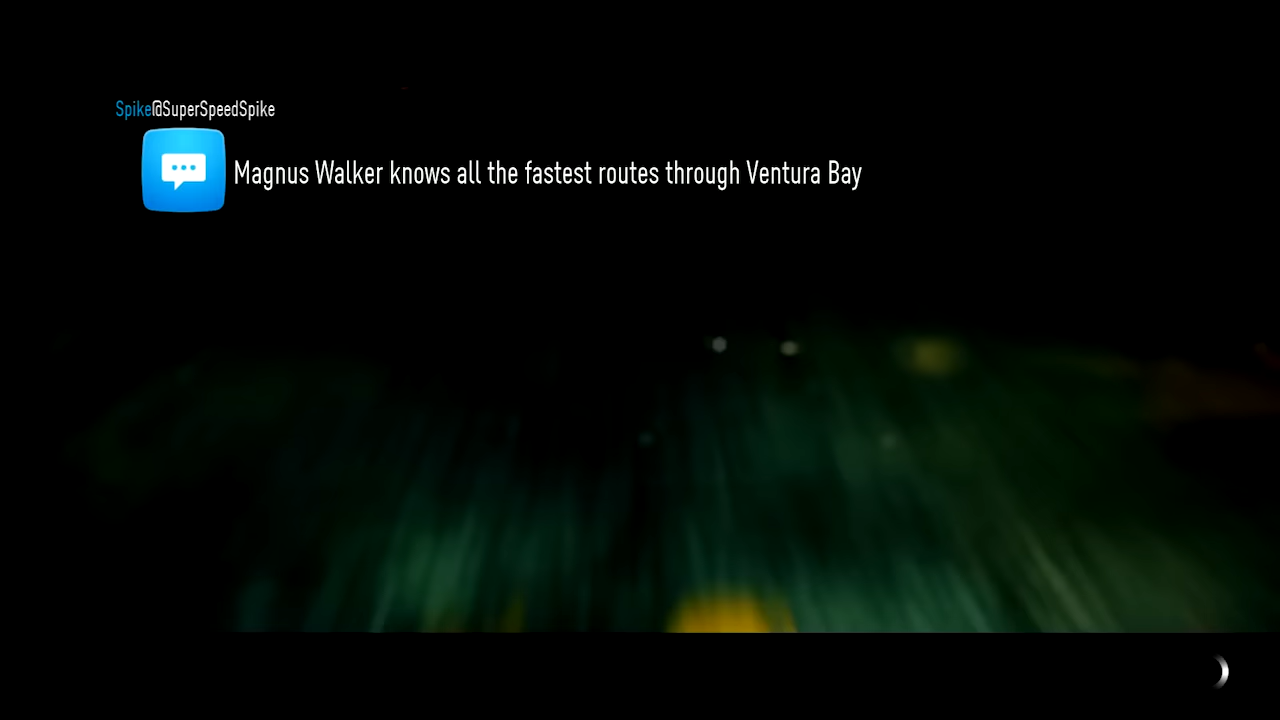 Spike@SuperSpeedSpike
Magnus Walker knows all the fastest routes through Ventura Bay